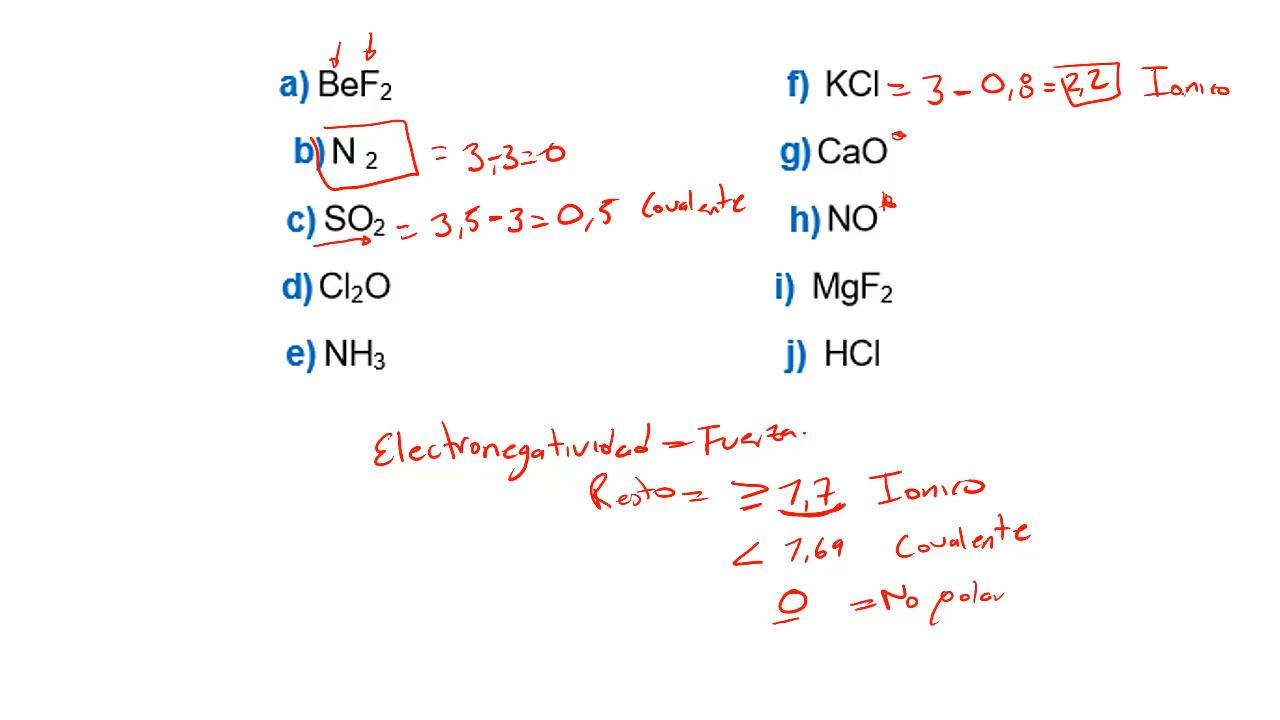 a) BeF2
b) N 2 = 3-3=0
c) SO2 = 3,5-3=0,5 Covalente
d) Cl2O
e) NH3
f) KCl = 3-0,8=2,2 Ionico
g) CaO
h) NO
i) MgF2
j) HCl
Electronegatividad = Fuerza.
Resto = ≥ 1,7 Ionico
< 1,69 Covalente
0 = No polar